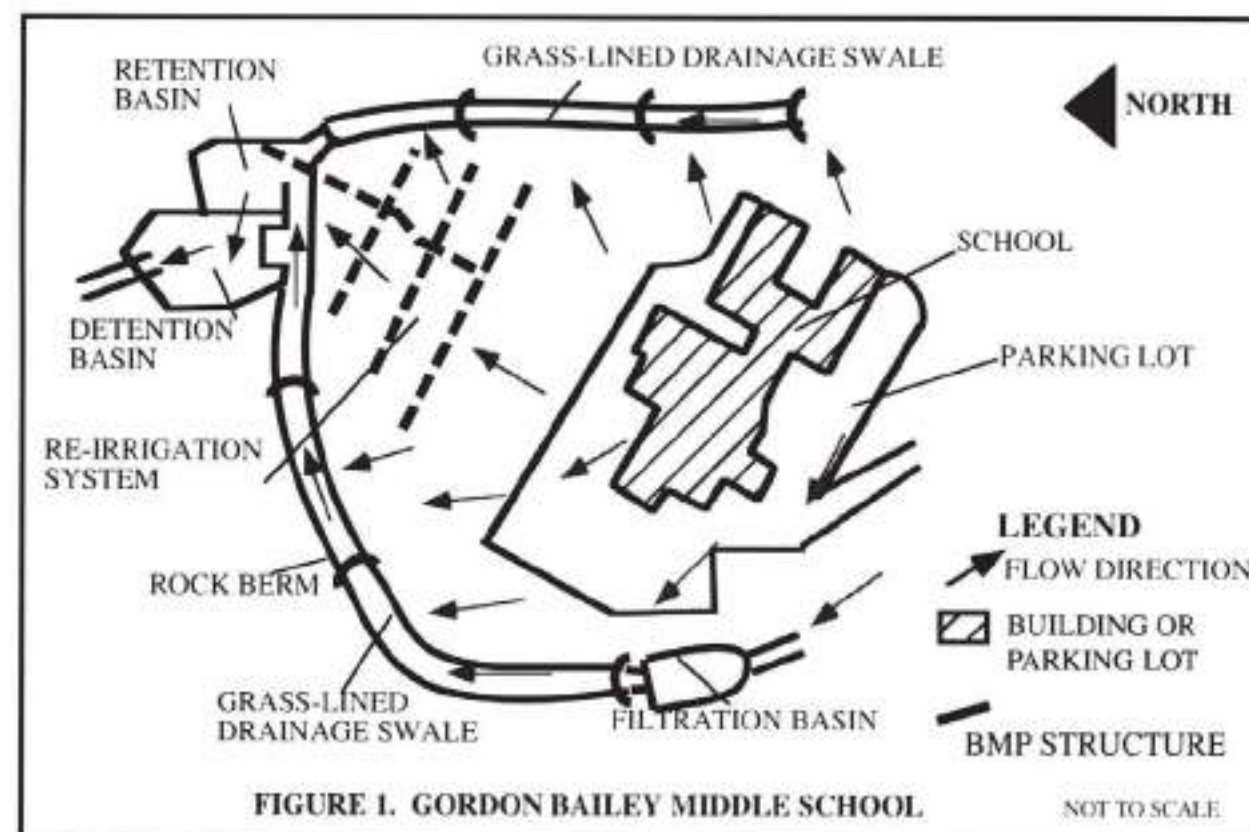 RETENTION
BASIN
GRASS-LINED DRAINAGE SWALE
NORTH
SCHOOL
DETENTION
BASIN
PARKING LOT
RE-IRRIGATION
SYSTEM
LEGEND
FLOW DIRECTION
ROCK BERM
BUILDING OR
PARKING LOT
GRASS-LINED
DRAINAGE SWALE
FILTRATION BASIN
BMP STRUCTURE
FIGURE 1. GORDON BAILEY MIDDLE SCHOOL
NOT TO SCALE